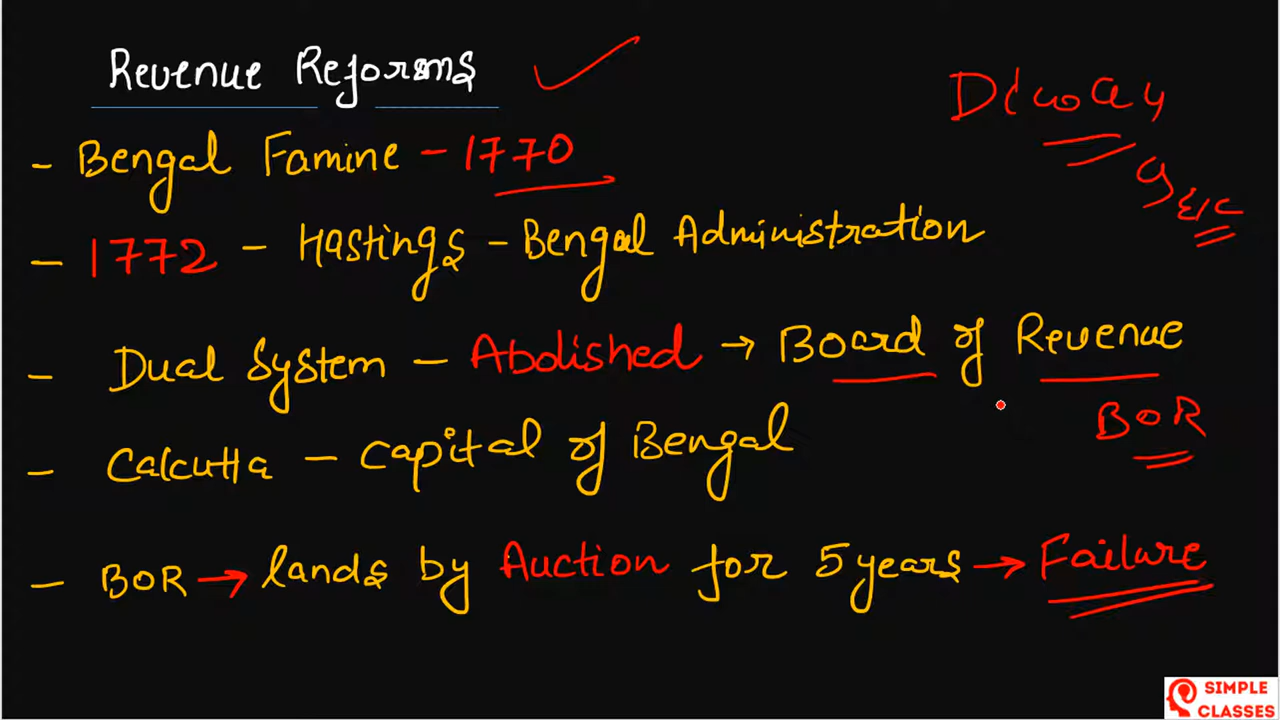 Revenue Reforms
- Bengal Famine - 1770
- 1772 - Hastings - Bengal Administration
EIC
- Dual System - Abolished → Board of Revenue
BOR
- Calcutta - Capital of Bengal
- BOR → lands by Auction for 5 years → Failure
SIMPLE
CLASSES